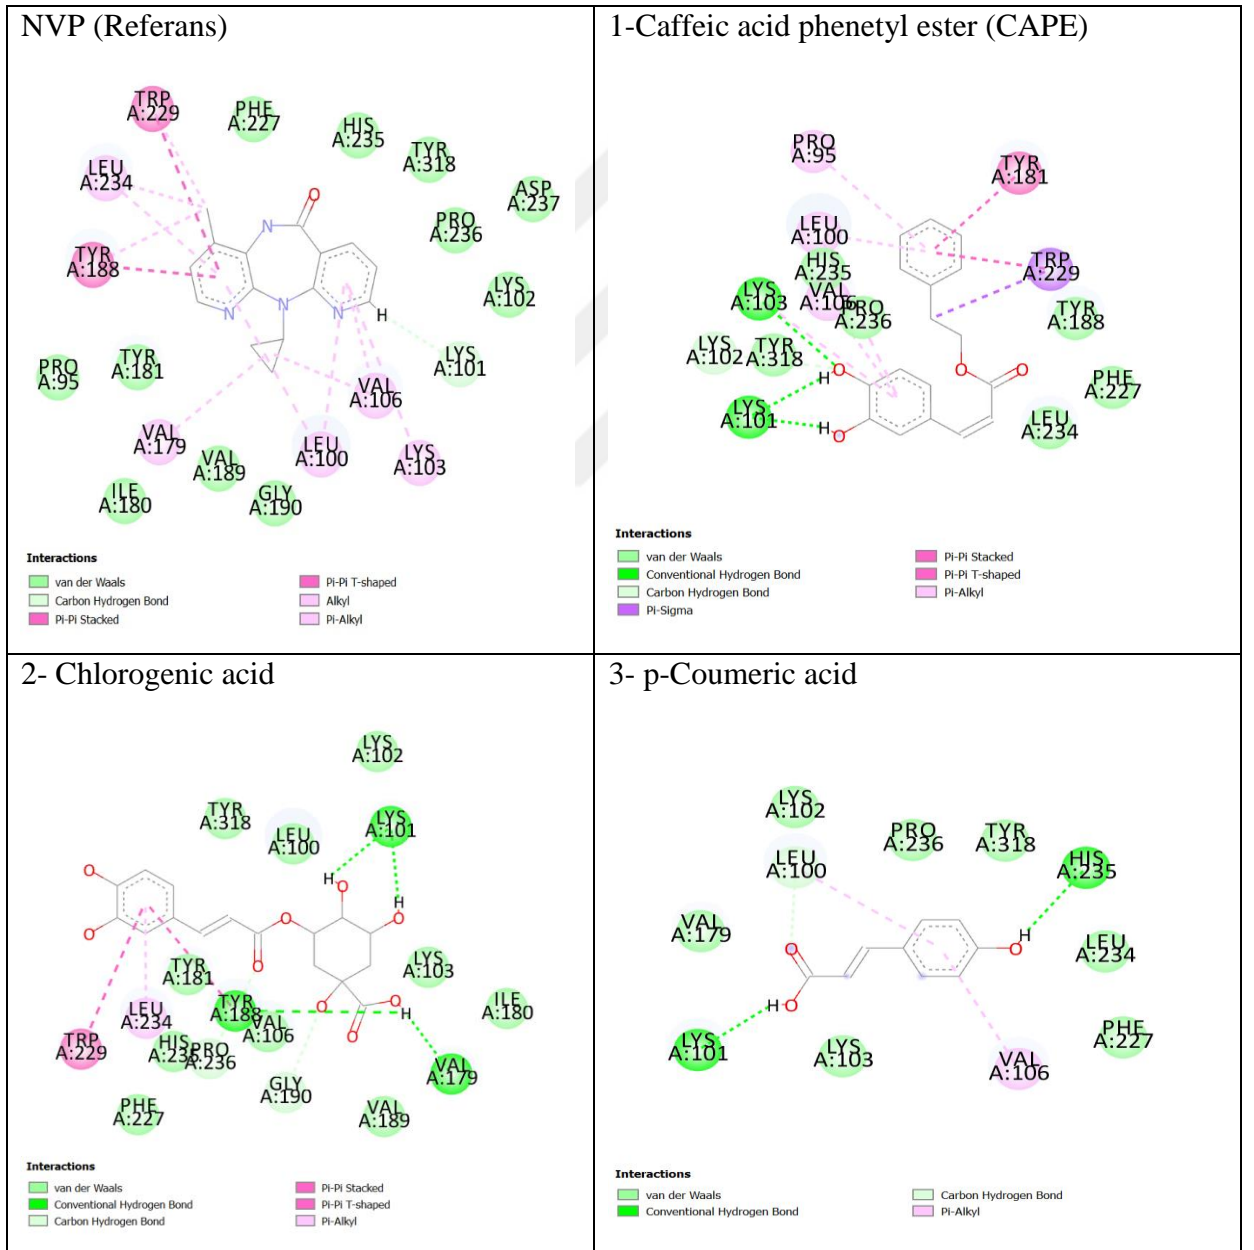 NVP (Referans)
TRP
A:229
PHE
A:227
HIS
A:235
TYR
A:318
LEU
A:234
ASP
A:237
PRO
A:236
TYR
A:188
LYS
A:102
O
N
N
N
N
H
LYS
A:101
PRO
A:95
TYR
A:181
VAL
A:106
VAL
A:179
VAL
A:189
LEU
A:100
LYS
A:103
ILE
A:180
GLY
A:190
Interactions
van der Waals
Carbon Hydrogen Bond
Pi-Pi Stacked
Pi-Pi T-shaped
Alkyl
Pi-Alkyl
1-Caffeic acid phenetyl ester (CAPE)
PRO
A:95
TYR
A:181
LEU
A:100
HIS
A:235
TRP
A:229
LYS
A:103
VAL
A:106
PRO
A:236
TYR
A:188
LYS
A:102
TYR
A:318
O
H
O
O
PHE
A:227
LYS
A:101
H
O
LEU
A:234
Interactions
van der Waals
Conventional Hydrogen Bond
Carbon Hydrogen Bond
Pi-Sigma
Pi-Pi Stacked
Pi-Pi T-shaped
Pi-Alkyl
2- Chlorogenic acid
LYS
A:102
TYR
A:318
LEU
A:100
LYS
A:101
O
H
O
H
O
O
O
O
TYR
A:181
LYS
A:103
LEU
A:234
TYR
A:188
VAL
A:106
O
O
H
O
ILE
A:180
TRP
A:229
HIS
A:235
PRO
A:236
GLY
A:190
VAL
A:179
PHE
A:227
VAL
A:189
Interactions
van der Waals
Conventional Hydrogen Bond
Carbon Hydrogen Bond
Pi-Pi Stacked
Pi-Pi T-shaped
Pi-Alkyl
3- p-Coumeric acid
LYS
A:102
PRO
A:236
TYR
A:318
LEU
A:100
HIS
A:235
VAL
A:179
O
H
O
LEU
A:234
H
O
LYS
A:101
LYS
A:103
VAL
A:106
PHE
A:227
Interactions
van der Waals
Conventional Hydrogen Bond
Carbon Hydrogen Bond
Pi-Alkyl